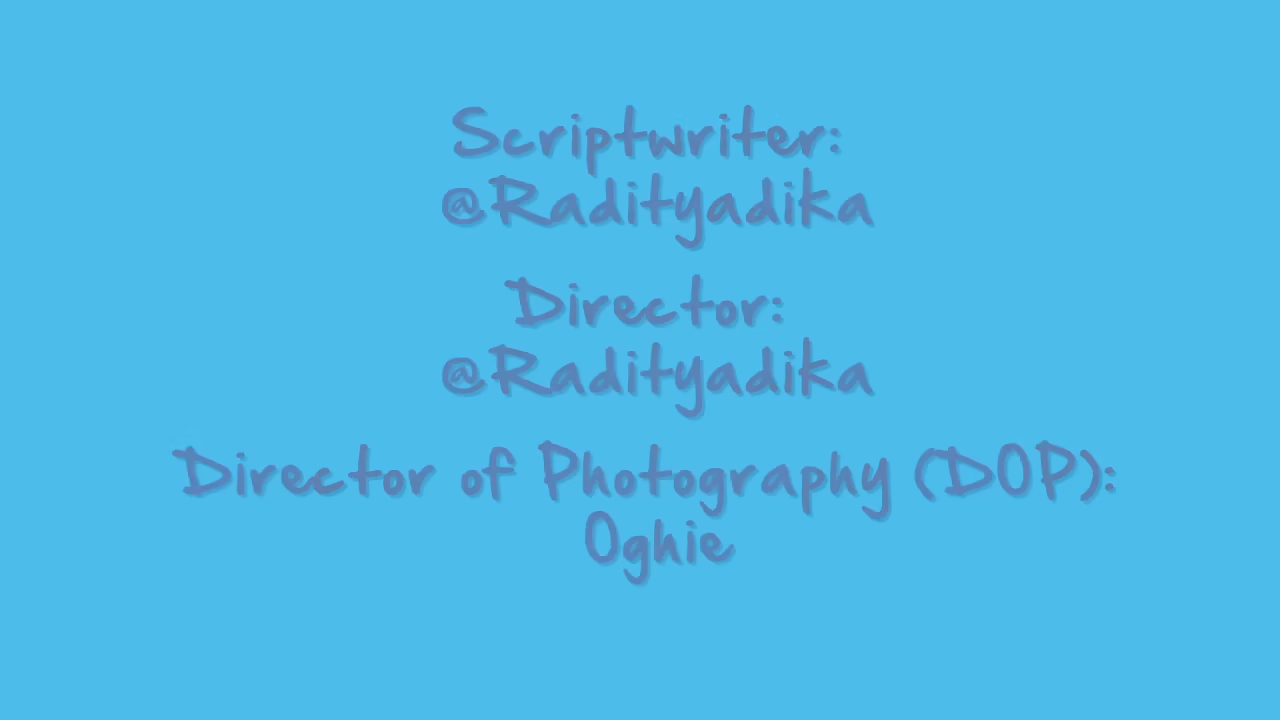 Scriptwriter:
@Radityadika
Director:
@Radityadika
Director of Photography (DOP):
Oghie